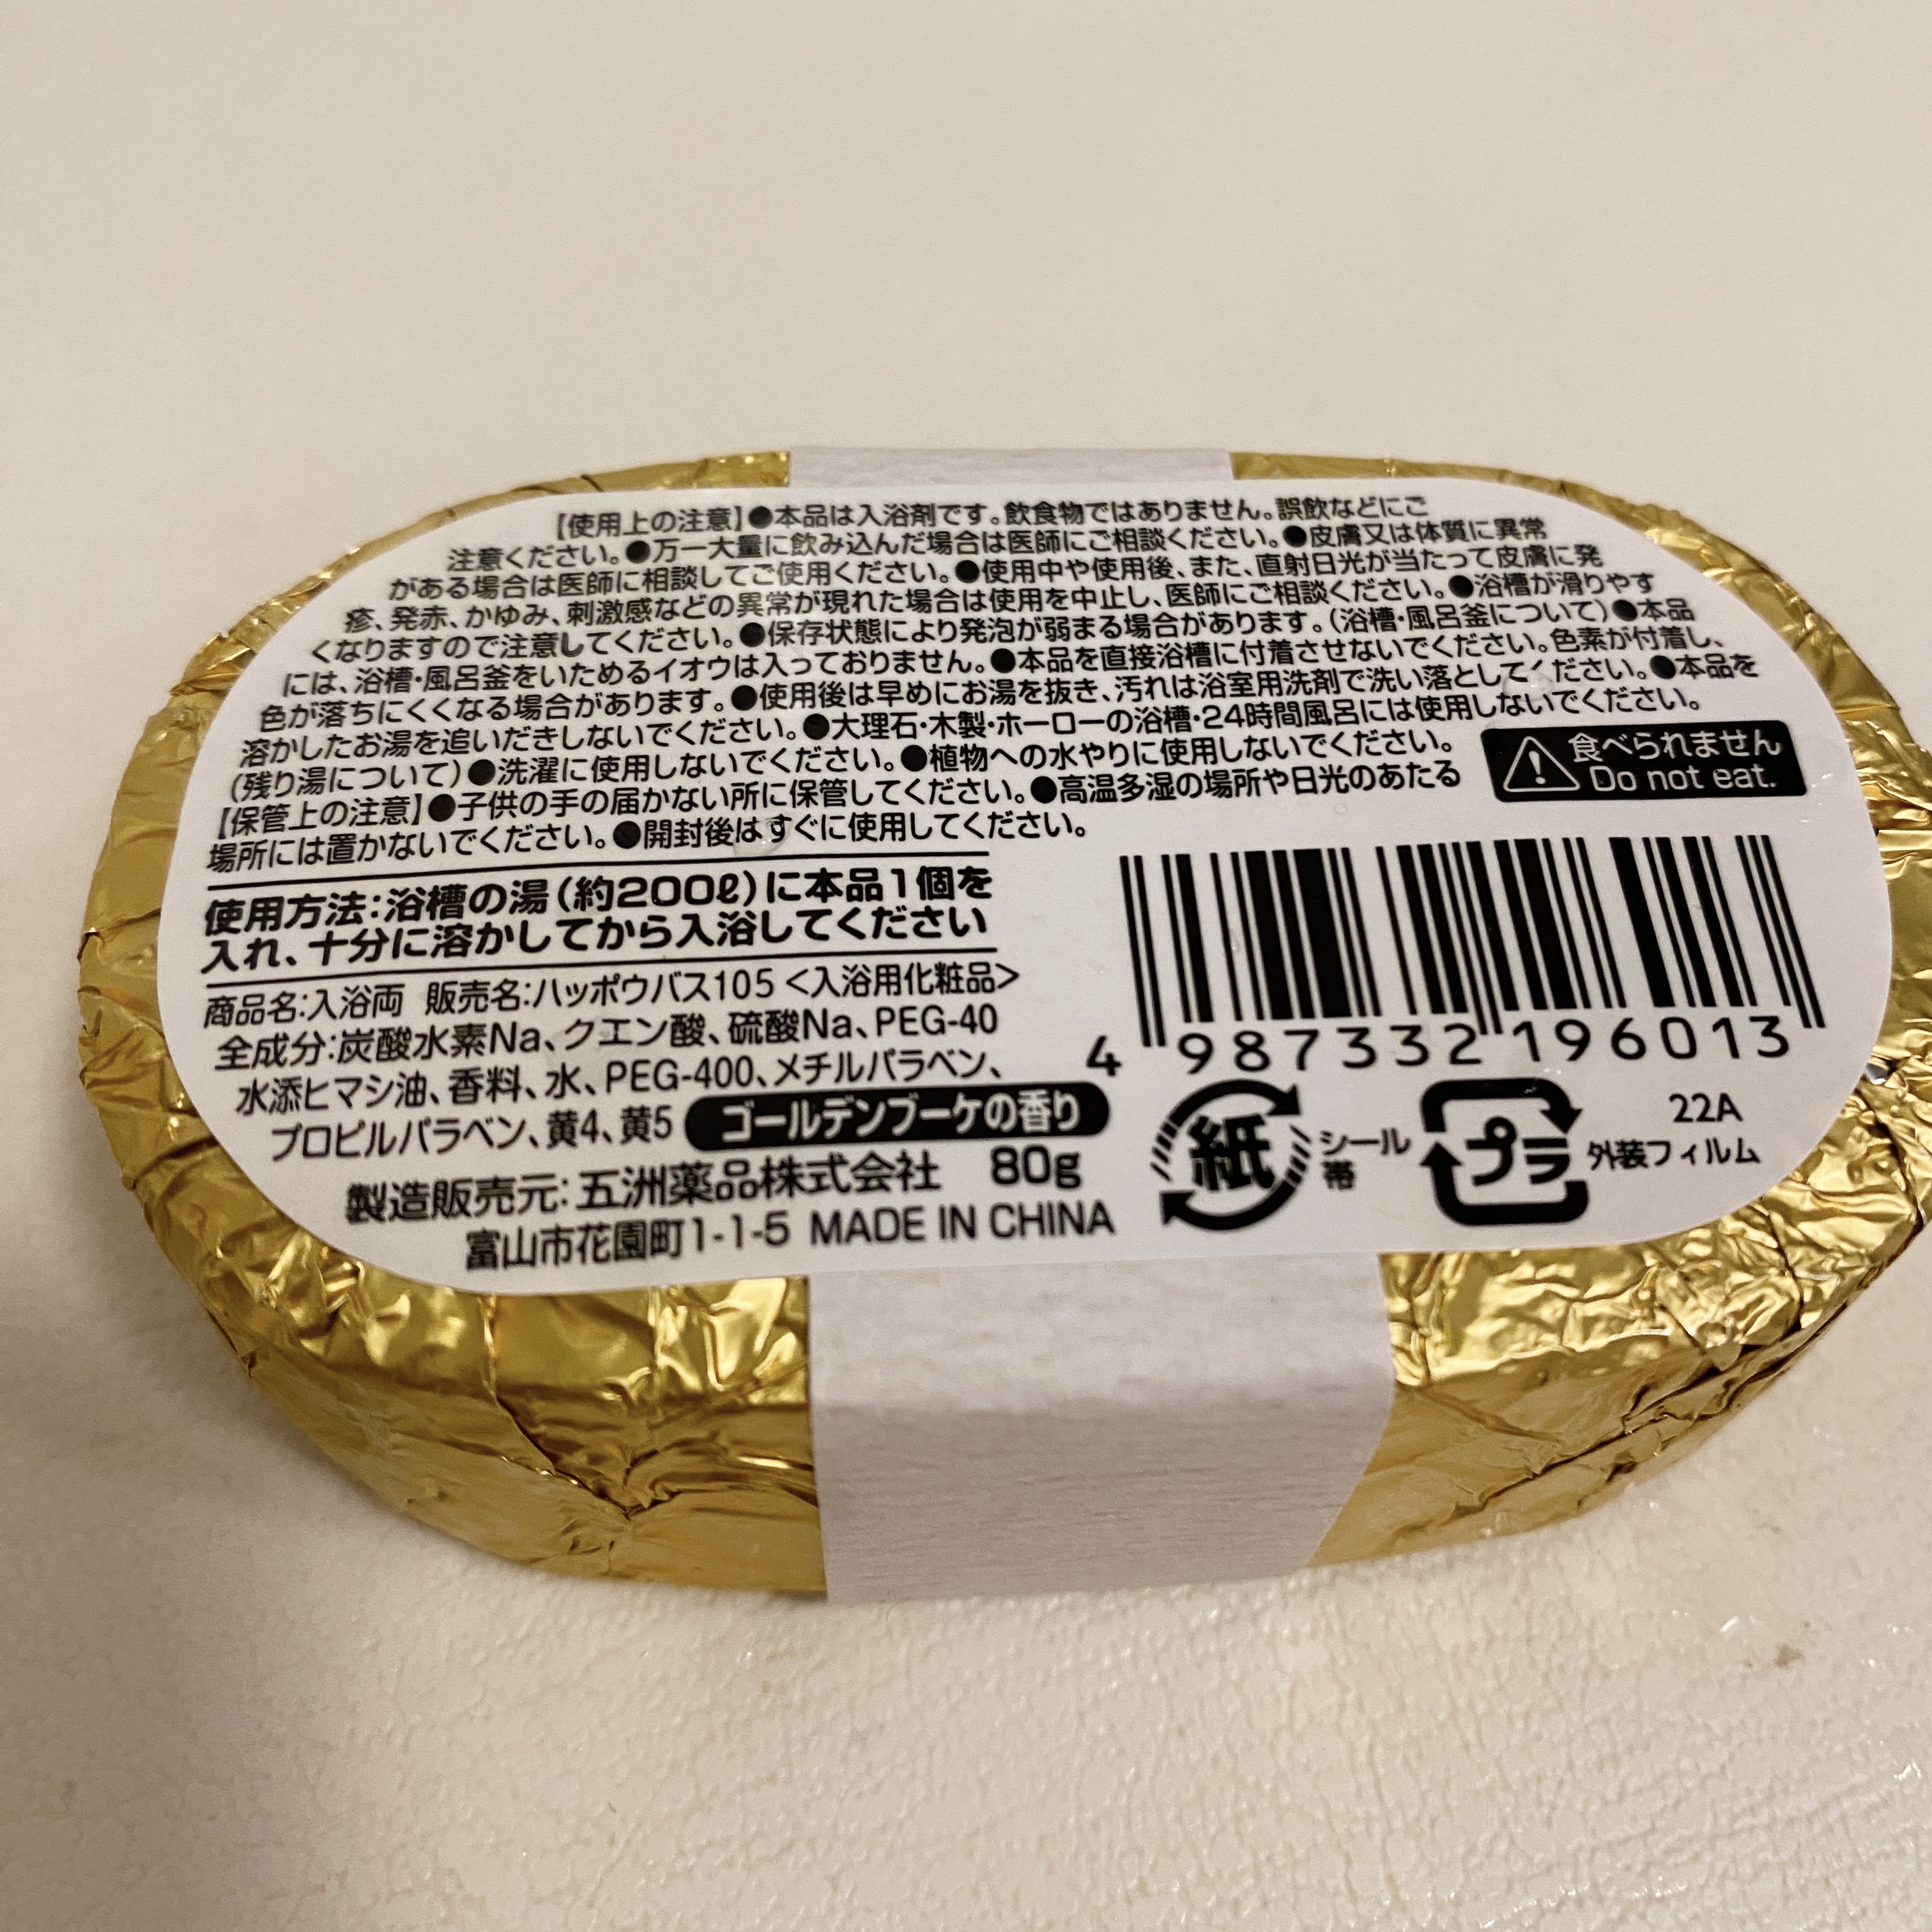 【使用上の注意】●本品は入浴剤です。飲食物ではありません。誤飲などにご
注意ください。●万一大量に飲み込んだ場合は医師にご相談ください。●皮膚又は体質に異常
がある場合は医師に相談してご使用ください。●使用中や使用後、また、直射日光が当たって皮膚に発
疹、発赤、かゆみ、刺激感などの異常が現れた場合は使用を中止し、医師にご相談ください。●浴槽が滑りやす
くなりますので注意してください。●保存状態により発泡が弱まる場合があります。(浴槽・風呂釜について)●本品
には、浴槽・風呂釜をいためるイオウは入っておりません。●本品を直接浴槽に付着させないでください。色素が付着し、
色が落ちにくくなる場合があります。●使用後は早めにお湯を抜き、汚れは浴室用洗剤で洗い落としてください。●本品を
溶かしたお湯を追いだきしないでください。●大理石・木製・ホーローの浴槽・24時間風呂には使用しないでください。
(残り湯について)●洗濯に使用しないでください。●植物への水やりに使用しないでください。
【保管上の注意】●子供の手の届かない所に保管してください。●高温多湿の場所や日光のあたる
場所には置かないでください。●開封後はすぐに使用してください。
食べられません
Do not eat.
使用方法:浴槽の湯(約200ℓ)に本品1個を
入れ、十分に溶かしてから入浴してください
商品名:入浴両 販売名:ハッポウバス105<入浴用化粧品>
全成分:炭酸水素Na、クエン酸、硫酸Na、PEG-40
水添ヒマシ油、香料、水、PEG-400、メチルパラベン、
プロピルパラベン、黄4、黄5 ゴールデンブーケの香り
製造販売元:五洲薬品株式会社 80g
富山市花園町1-1-5 MADE IN CHINA
4 987332 196013
紙
シール
帯
プラ
22A
外装フィルム